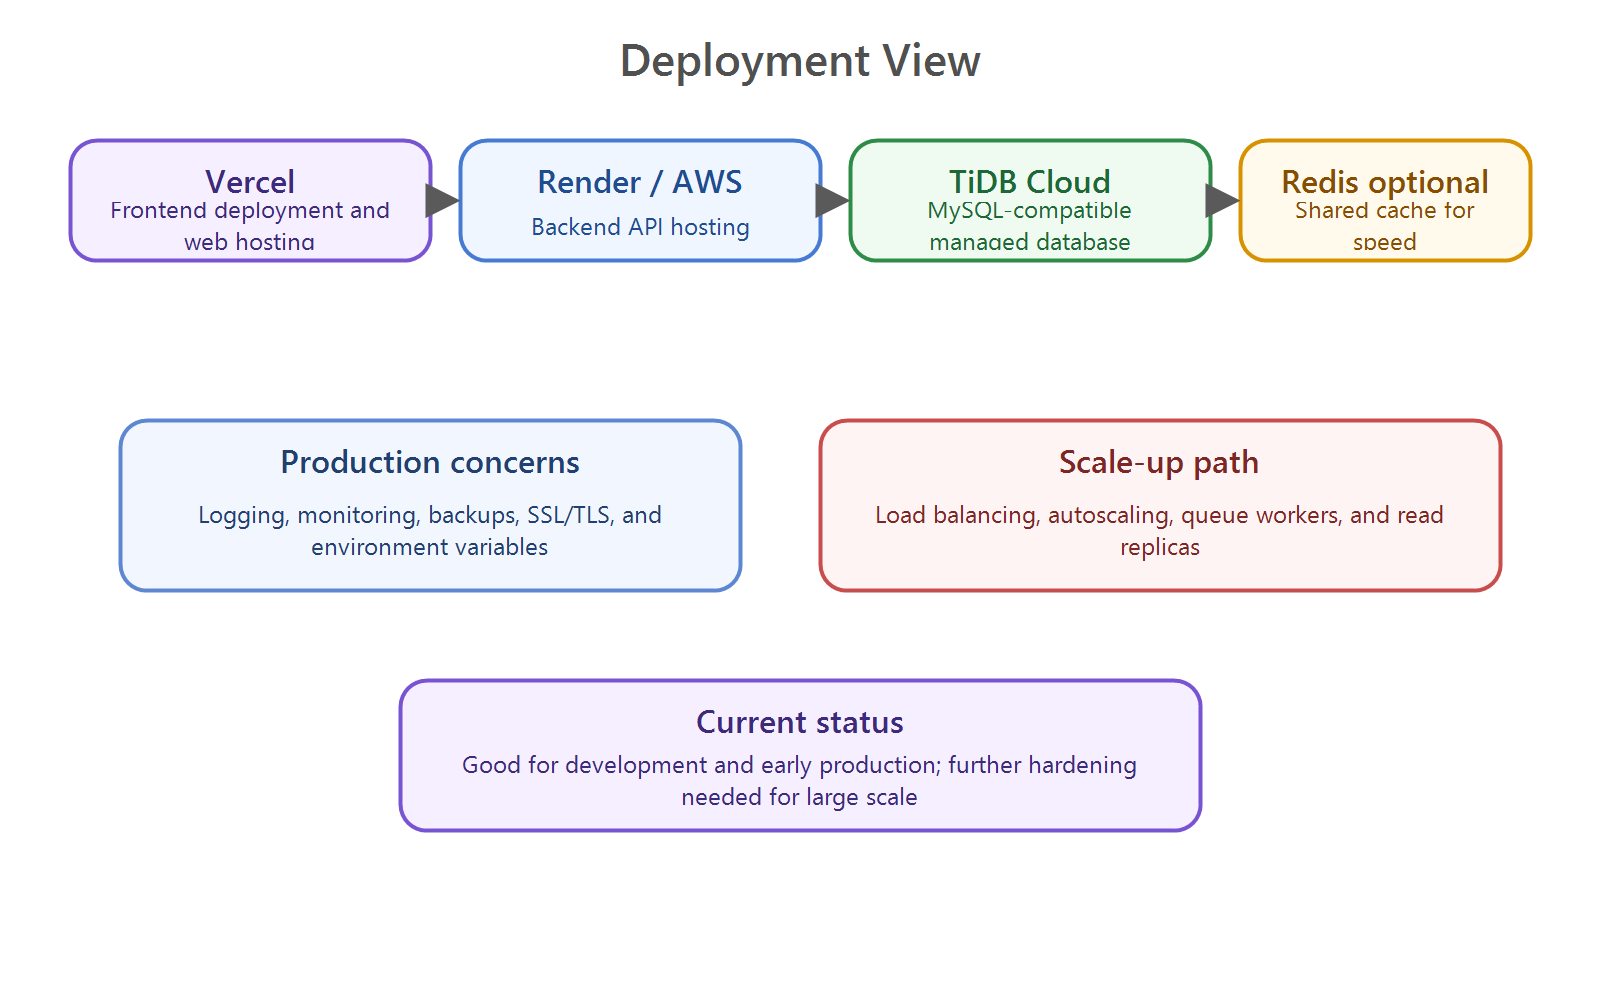 Deployment View
Vercel
Frontend deployment and
web hosting
Render / AWS
Backend API hosting
TiDB Cloud
MySQL-compatible
managed database
Redis optional
Shared cache for
speed
Production concerns
Logging, monitoring, backups, SSL/TLS, and
environment variables
Scale-up path
Load balancing, autoscaling, queue workers, and read
replicas
Current status
Good for development and early production; further hardening
needed for large scale